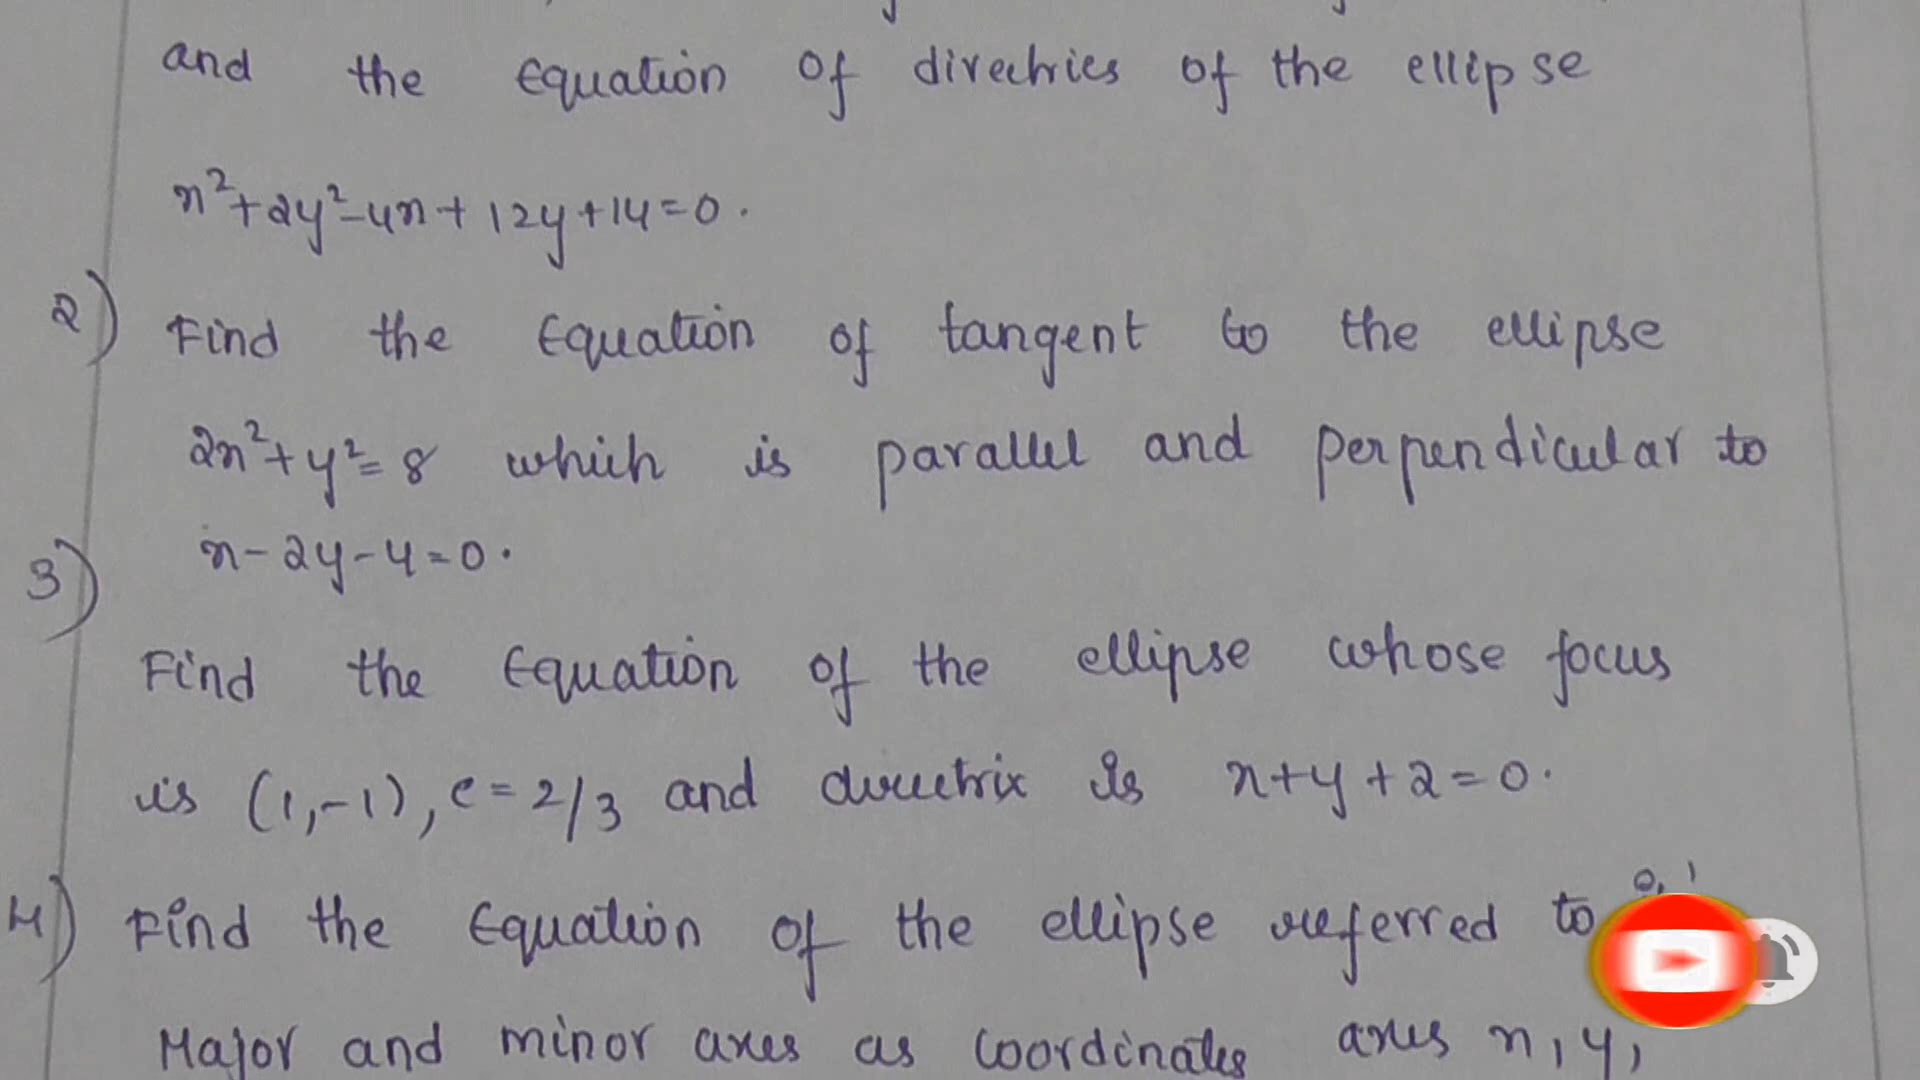 and the Equation of directries of the ellipse
x²+2y²-4x+12y+14=0.
2) Find the Equation of tangent to the ellipse
2x²+y²=8 which is parallel and perpendicular to
x-2y-4=0.
3)
Find the Equation of the ellipse whose focus
is (1,-1), e=2/3 and directrix is x+y+2=0.
4) Find the Equation of the ellipse referred to
Major and minor axes as coordinates axes x, y,